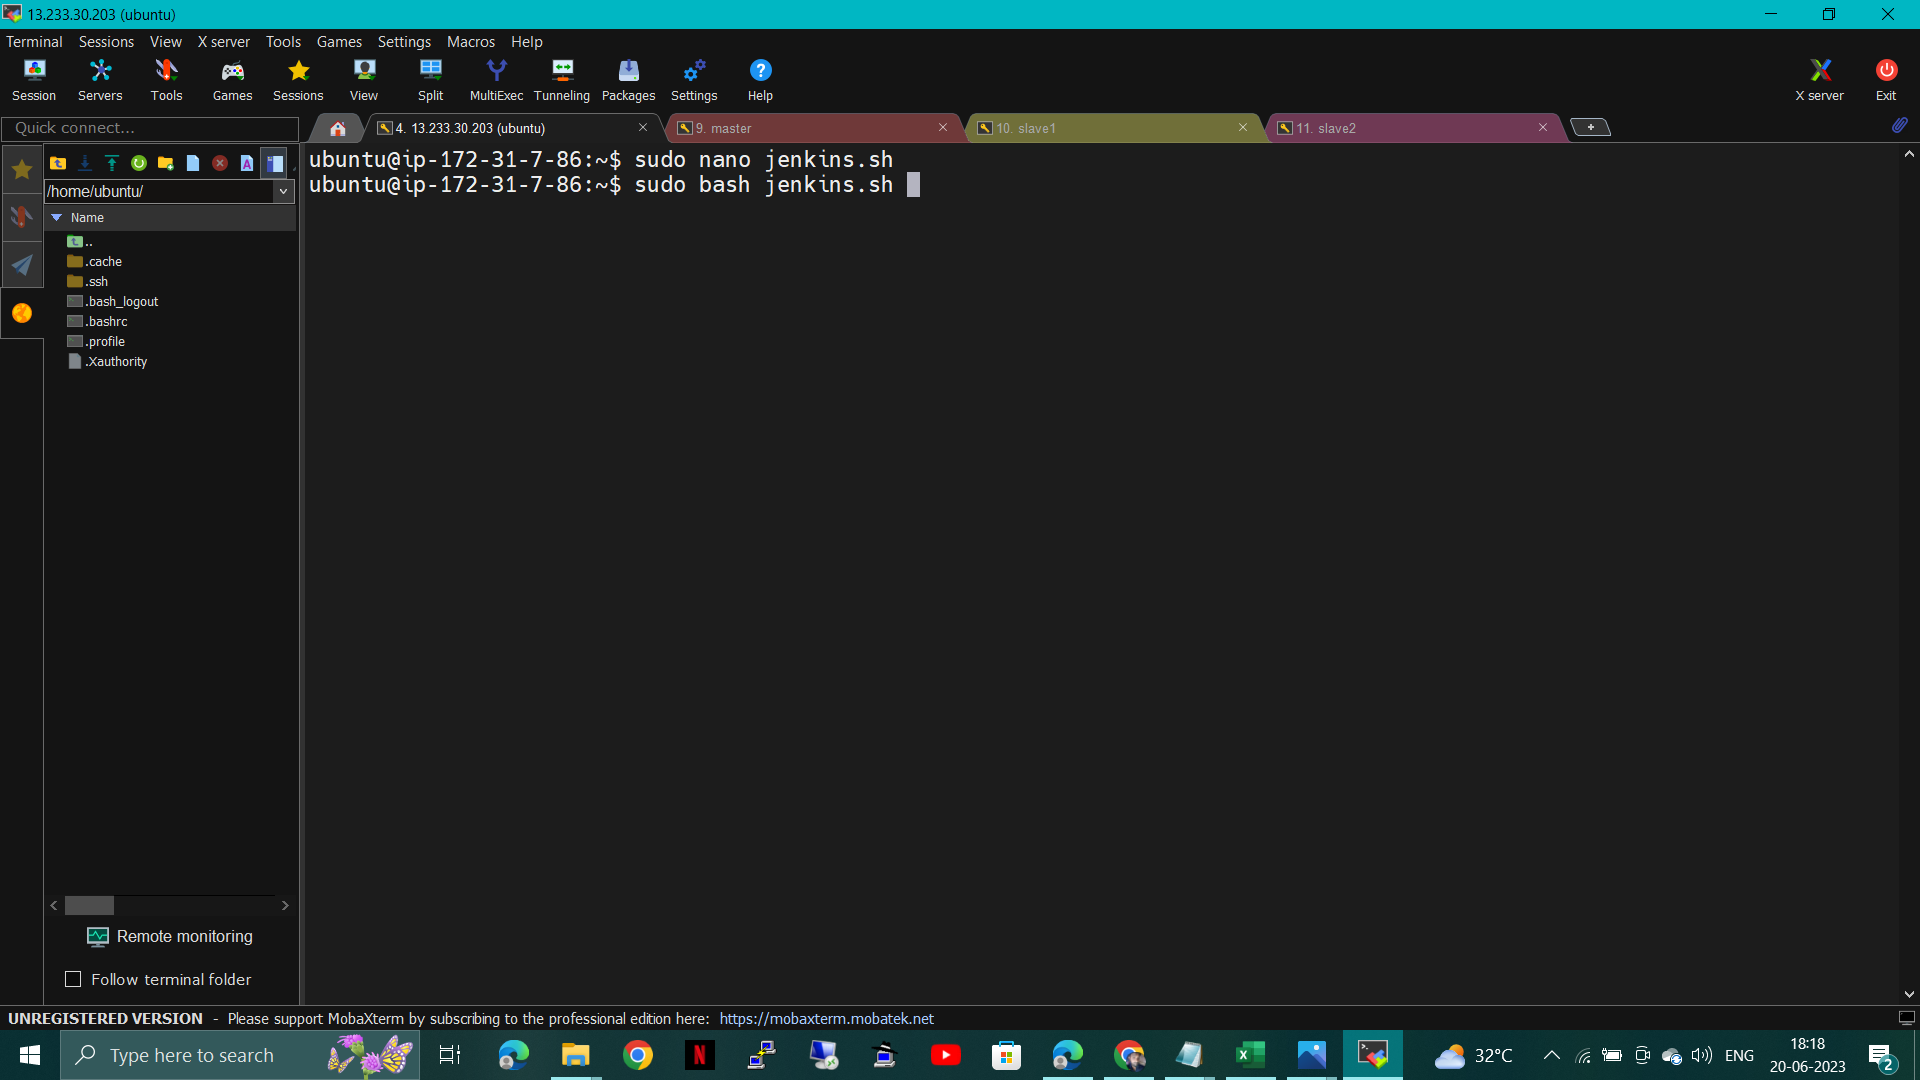 13.233.30.203 (ubuntu)
Terminal Sessions View X server Tools Games Settings Macros Help
Session Servers Tools Games Sessions View Split MultiExec Tunneling Packages Settings Help X server Exit
Quick connect...
4. 13.233.30.203 (ubuntu)
9. master
10. slave1
11. slave2
/home/ubuntu/
Name
..
.cache
.ssh
.bash_logout
.bashrc
.profile
.Xauthority
ubuntu@ip-172-31-7-86:~$ sudo nano jenkins.sh
ubuntu@ip-172-31-7-86:~$ sudo bash jenkins.sh
Remote monitoring
Follow terminal folder
UNREGISTERED VERSION - Please support MobaXterm by subscribing to the professional edition here: https://mobaxterm.mobatek.net
Type here to search
32°C
ENG
18:18
20-06-2023
2